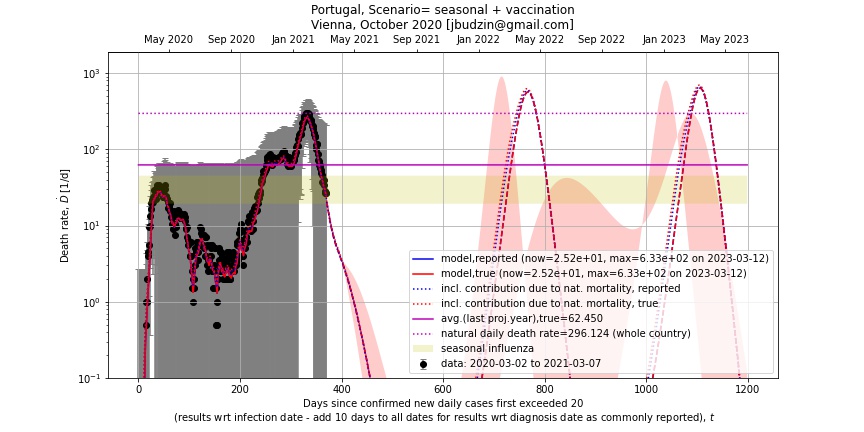 Portugal, Scenario= seasonal + vaccination
Vienna, October 2020 [jbudzin@gmail.com]
May 2020 Sep 2020 Jan 2021 May 2021 Sep 2021 Jan 2022 May 2022 Sep 2022 Jan 2023 May 2023
10³
10²
10¹
10⁰
10⁻¹
Death rate, Ḋ [1/d]
model,reported (now=2.52e+01, max=6.33e+02 on 2023-03-12)
model,true (now=2.52e+01, max=6.33e+02 on 2023-03-12)
incl. contribution due to nat. mortality, reported
incl. contribution due to nat. mortality, true
avg.(last proj.year),true=62.450
natural daily death rate=296.124 (whole country)
seasonal influenza
data: 2020-03-02 to 2021-03-07
0 200 400 600 800 1000 1200
Days since confirmed new daily cases first exceeded 20
(results wrt infection date - add 10 days to all dates for results wrt diagnosis date as commonly reported), t